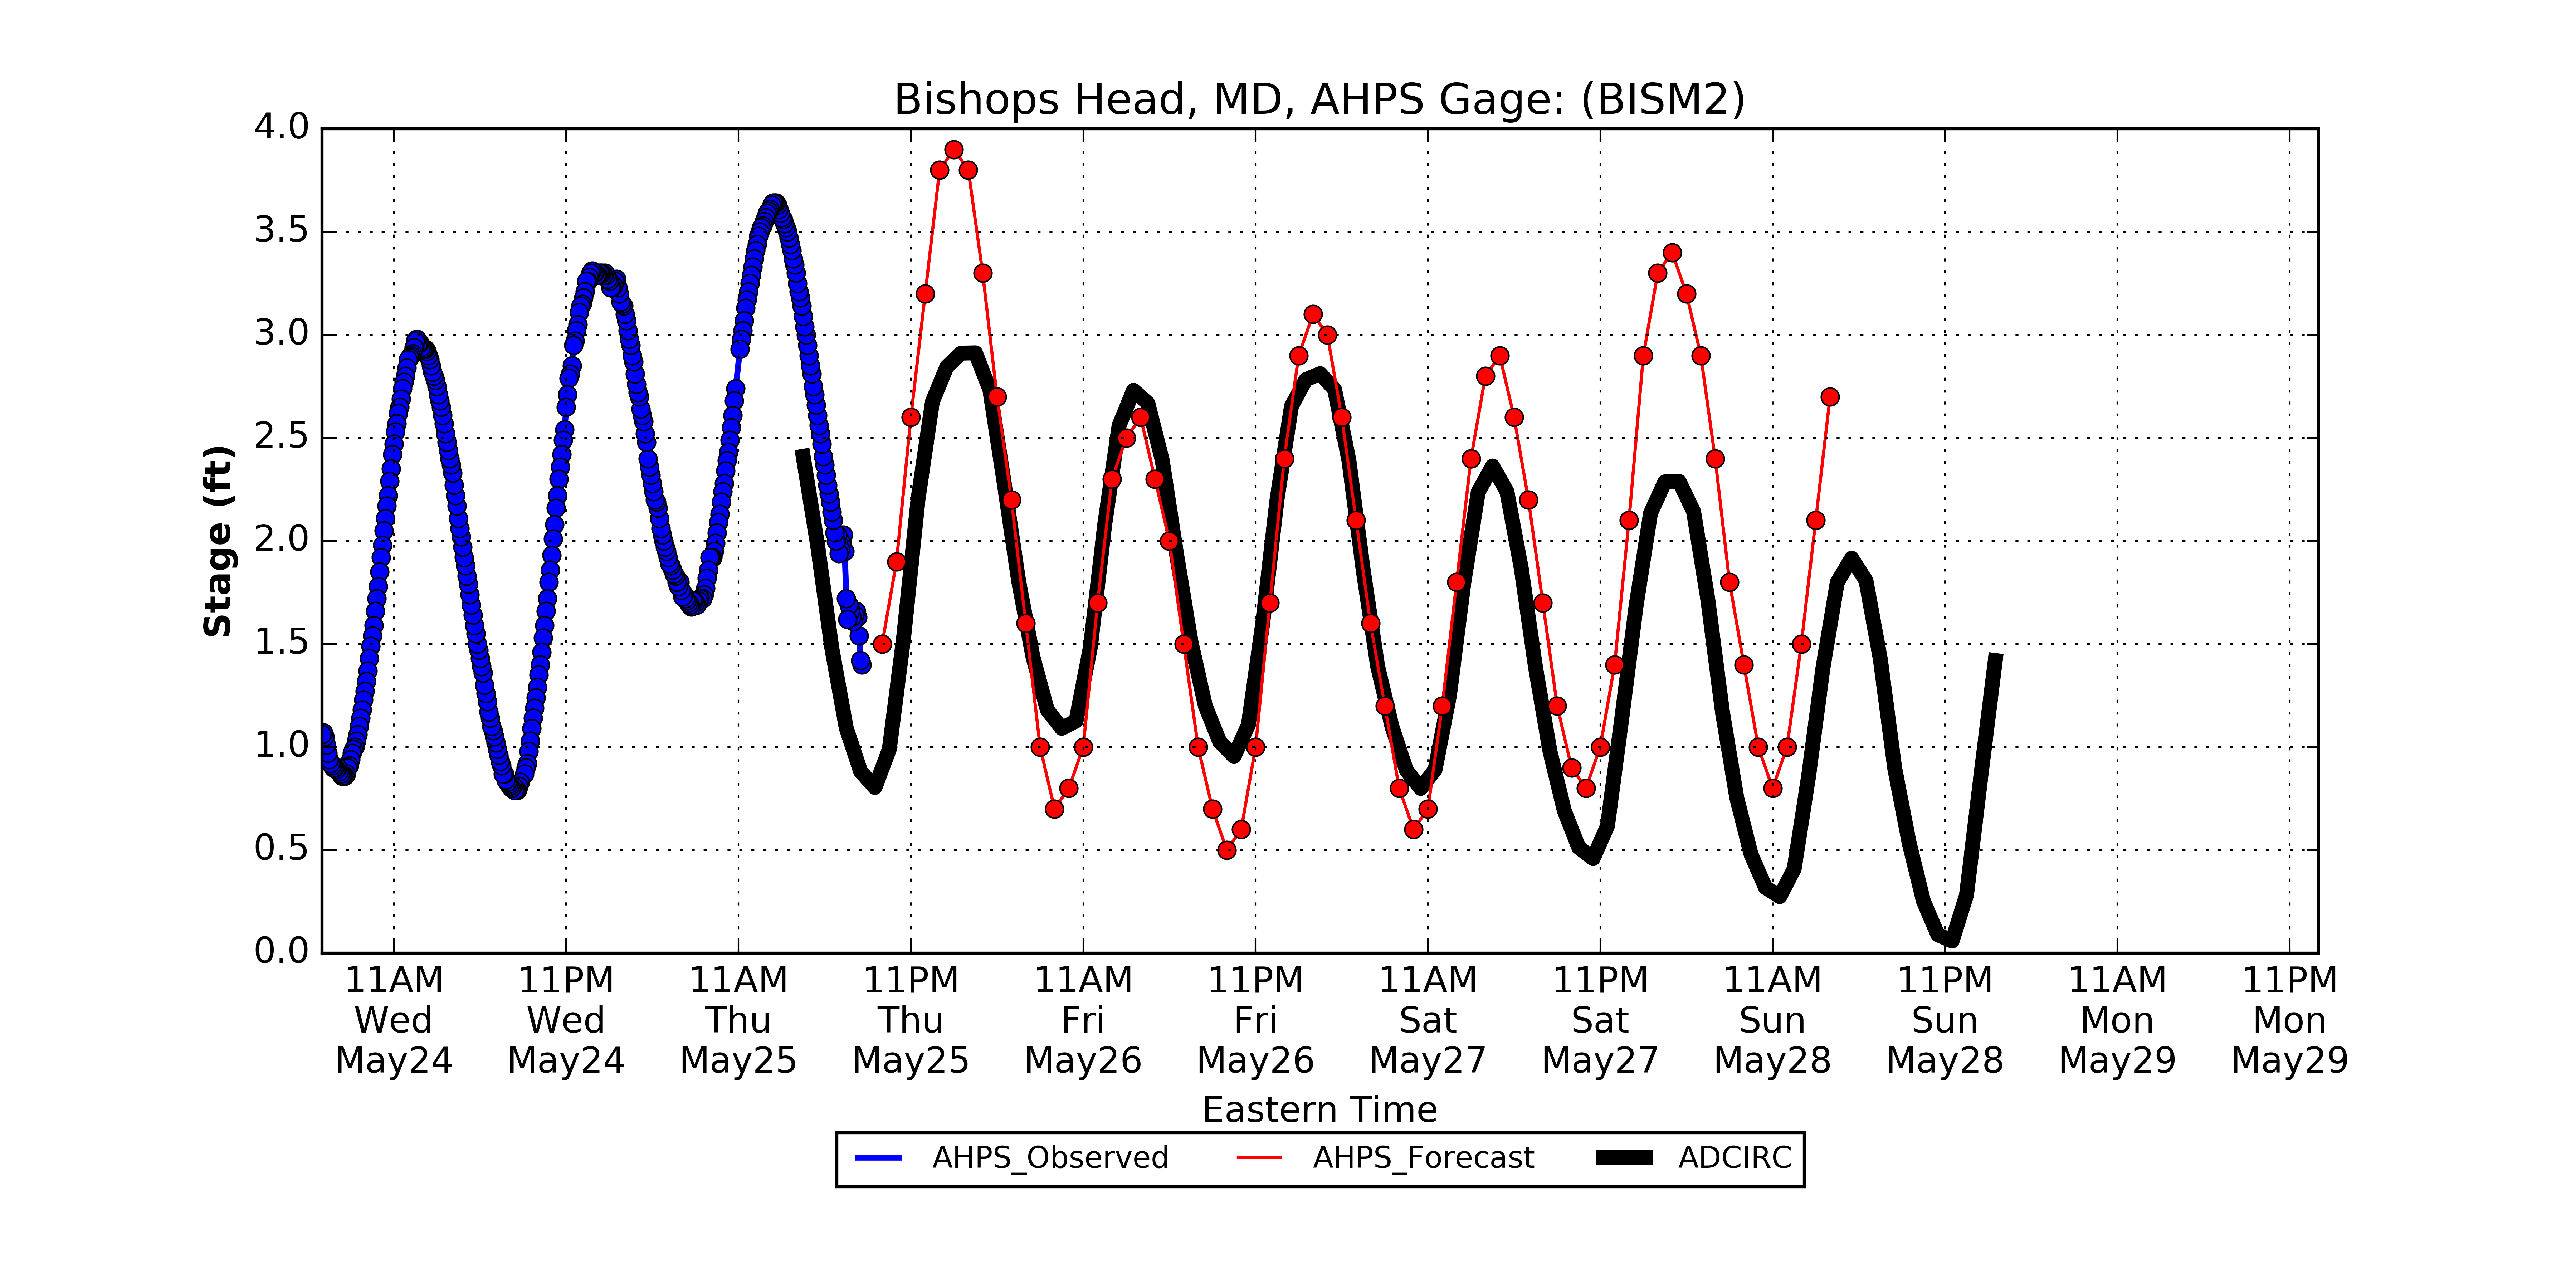 Bishops Head, MD, AHPS Gage: (BISM2)
4.0
3.5
3.0
2.5
2.0
1.5
1.0
0.5
0.0
Stage (ft)
11AM 11PM 11AM 11PM 11AM 11PM 11AM 11PM 11AM 11PM 11AM 11PM
Wed Wed Thu Thu Fri Fri Sat Sat Sun Sun Mon Mon
May24 May24 May25 May25 May26 May26 May27 May27 May28 May28 May29 May29
Eastern Time
AHPS_Observed AHPS_Forecast ADCIRC